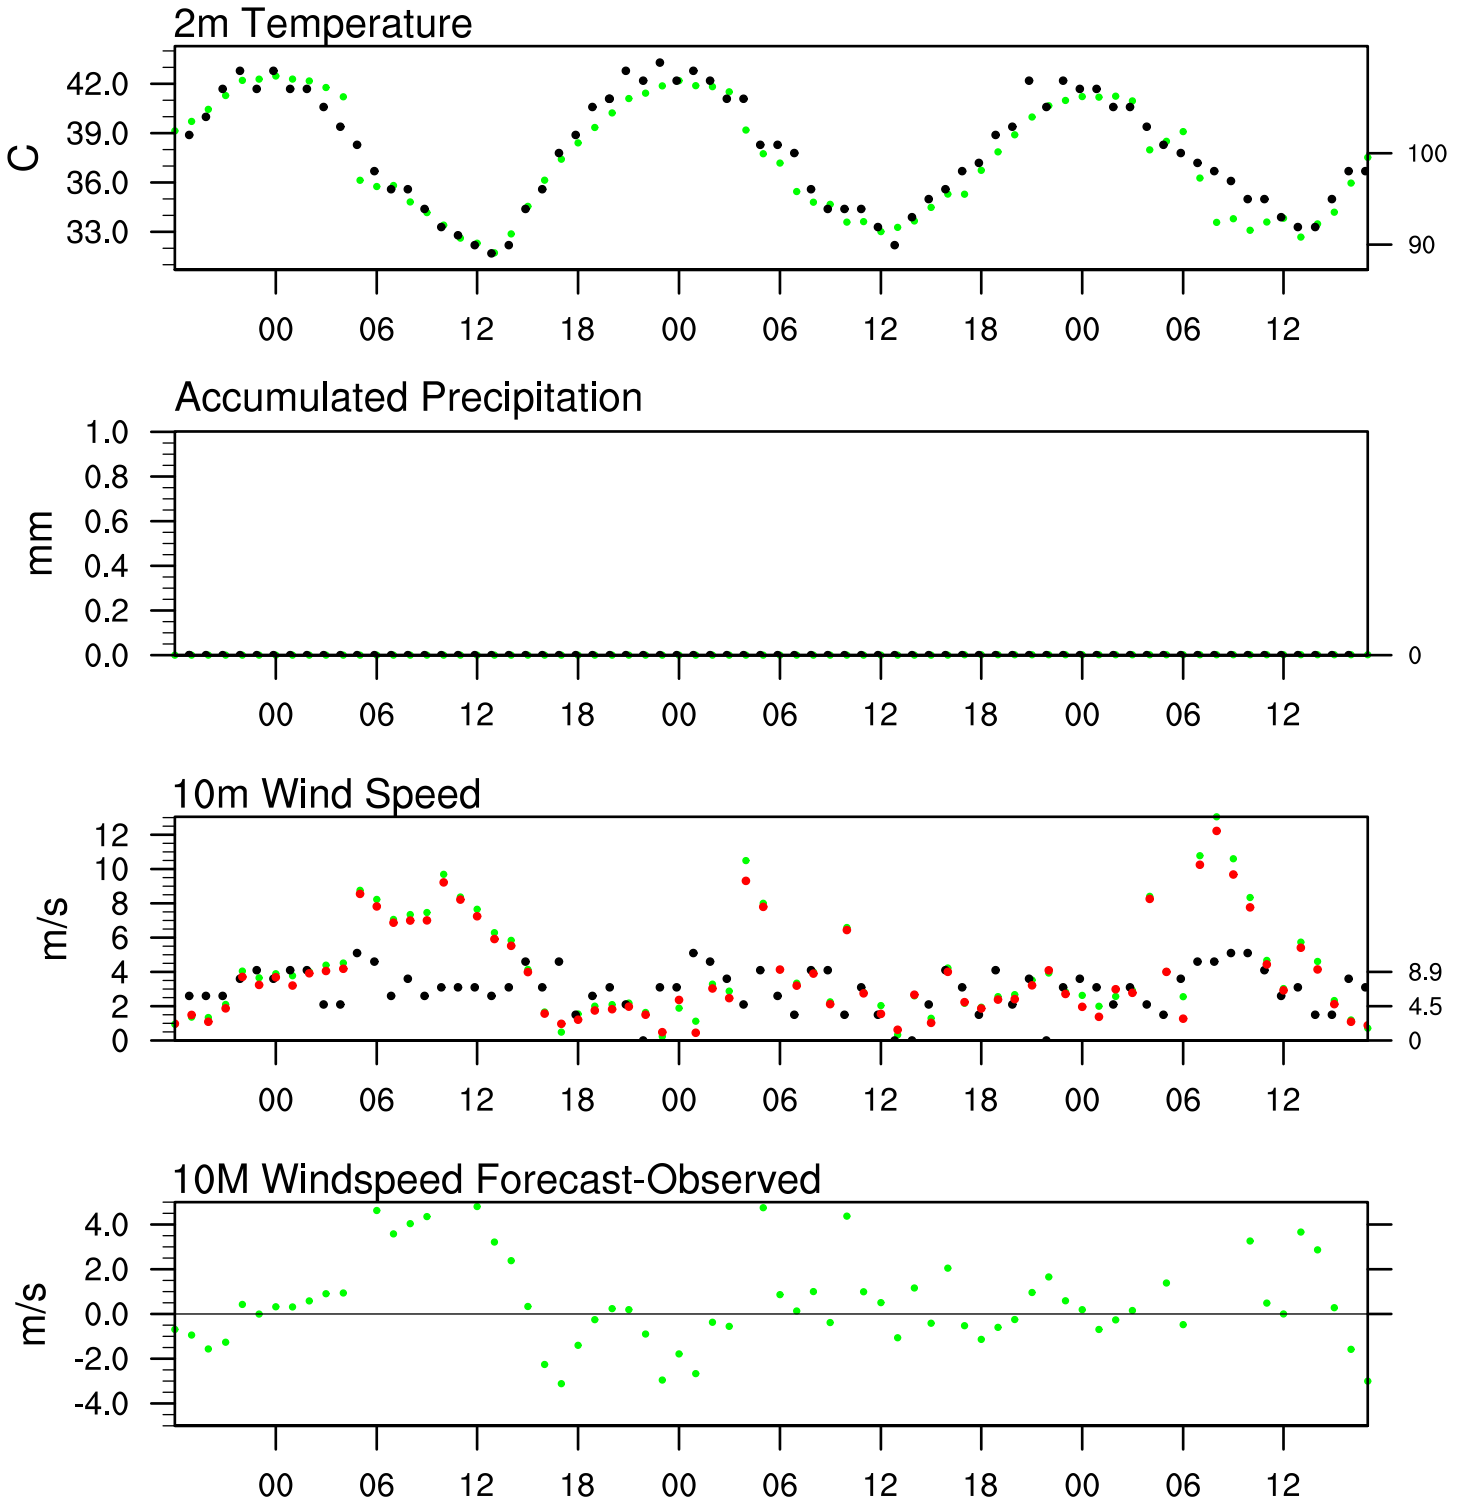 2m Temperature
42.0
39.0
36.0
33.0
C
100
90
00 06 12 18 00 06 12 18 00 06 12
Accumulated Precipitation
1.0
0.8
0.6
0.4
0.2
0.0
mm
0
00 06 12 18 00 06 12 18 00 06 12
10m Wind Speed
12
10
8
6
4
2
0
m/s
8.9
4.5
0
00 06 12 18 00 06 12 18 00 06 12
10M Windspeed Forecast-Observed
4.0
2.0
0.0
-2.0
-4.0
m/s
00 06 12 18 00 06 12 18 00 06 12